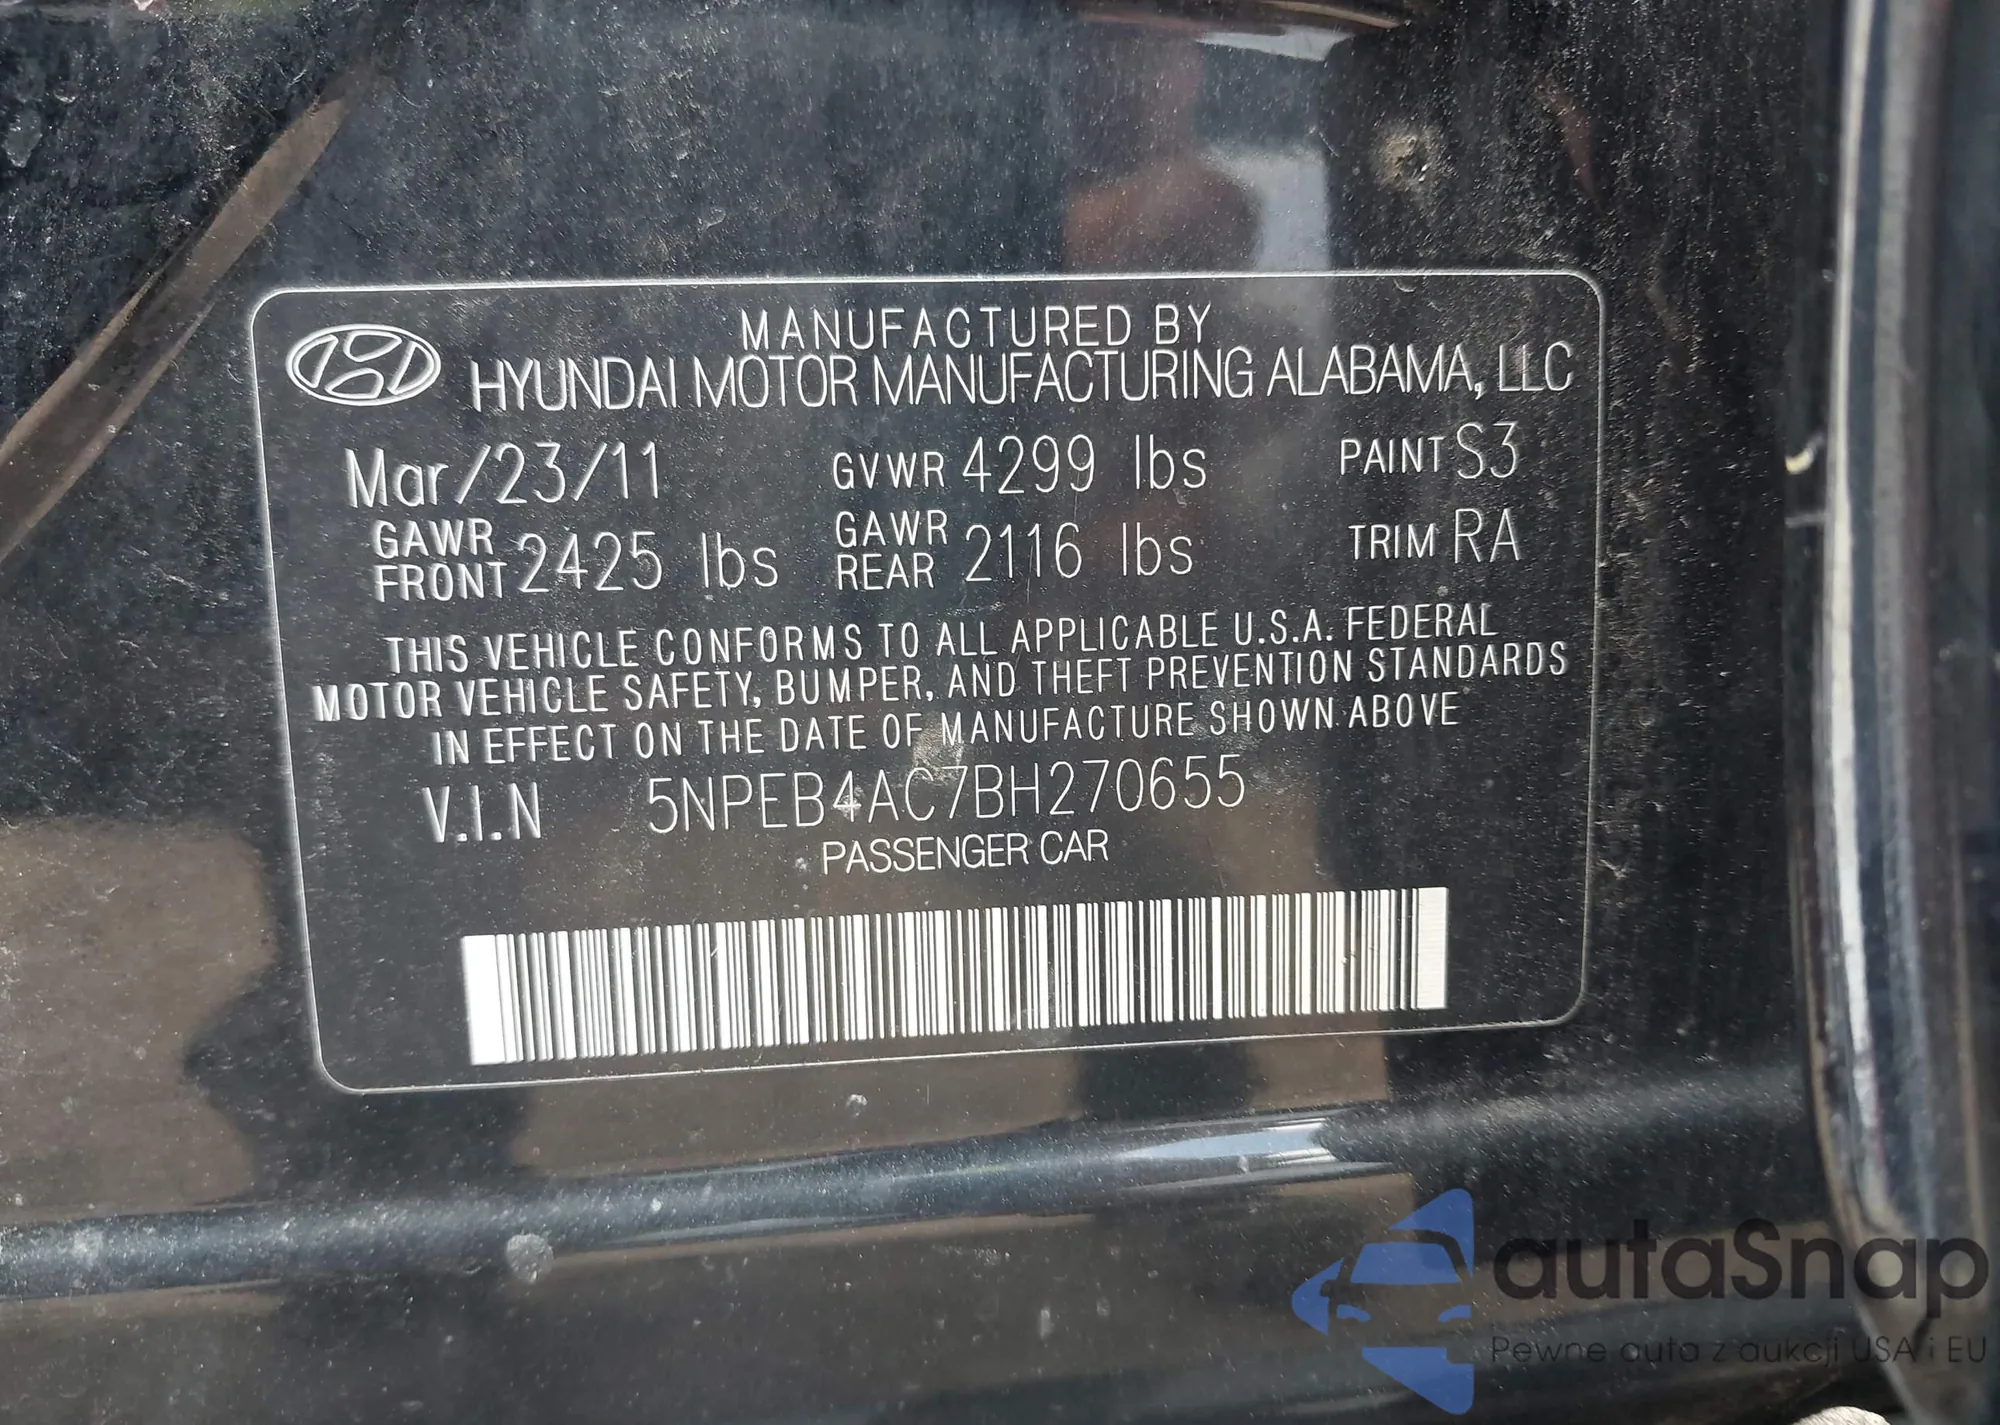 MANUFACTURED BY
HYUNDAI MOTOR MANUFACTURING ALABAMA, LLC
Mar/23/11 GVWR 4299 lbs PAINT S3
GAWR FRONT 2425 lbs GAWR REAR 2116 lbs TRIM RA
THIS VEHICLE CONFORMS TO ALL APPLICABLE U.S.A. FEDERAL
MOTOR VEHICLE SAFETY, BUMPER, AND THEFT PREVENTION STANDARDS
IN EFFECT ON THE DATE OF MANUFACTURE SHOWN ABOVE
V.I.N 5NPEB4AC7BH270655
PASSENGER CAR
autaSnap
Pewne auta z aukcji USA i EU